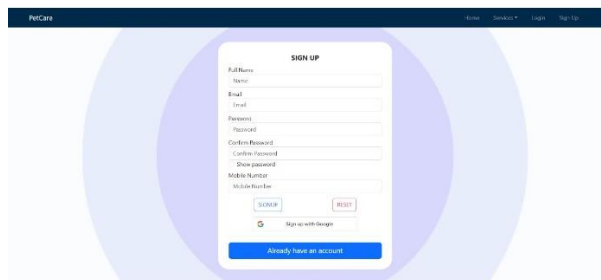 PetCare
Home Services Login Sign Up
SIGN UP
Full Name
Name
Email
Email
Password
Password
Confirm Password
Confirm Password
Show password
Mobile Number
Mobile Number
SIGNUP RESET
Sign up with Google
Already have an account